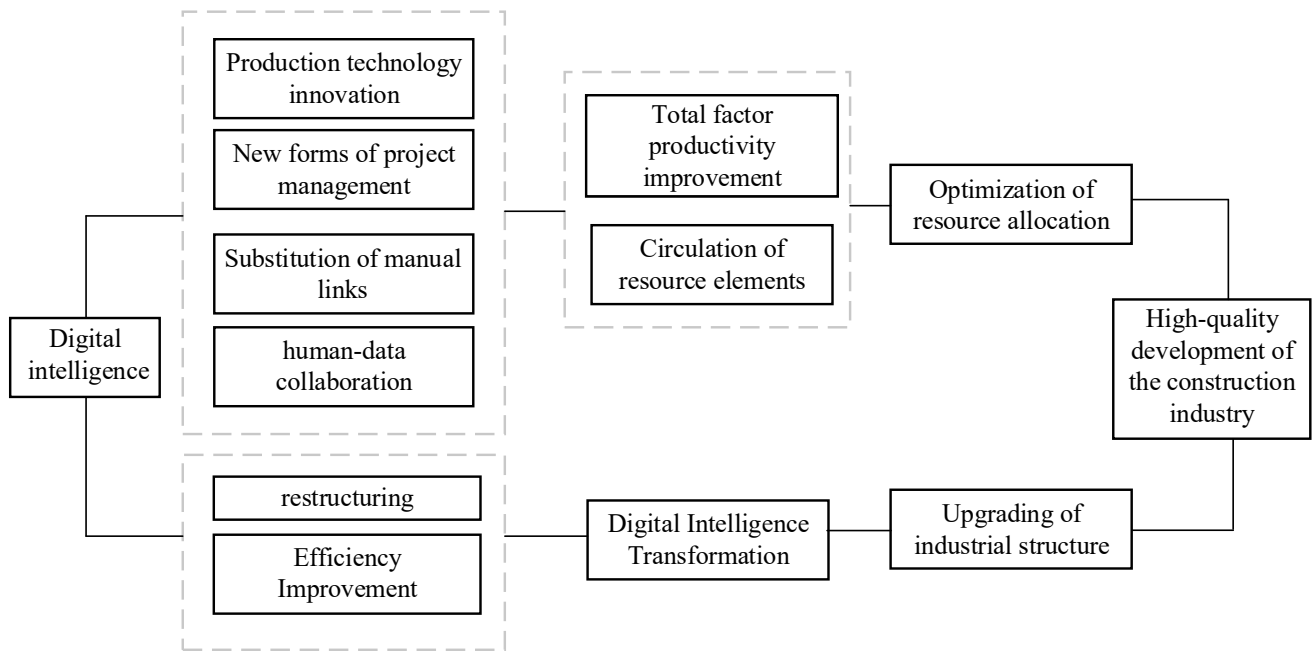 Production technology
innovation
New forms of project
management
Substitution of manual
links
human-data
collaboration
Total factor
productivity
improvement
Circulation of
resource elements
Optimization of
resource allocation
Digital
intelligence
High-quality
development of
the construction
industry
restructuring
Efficiency
Improvement
Digital Intelligence
Transformation
Upgrading of
industrial structure